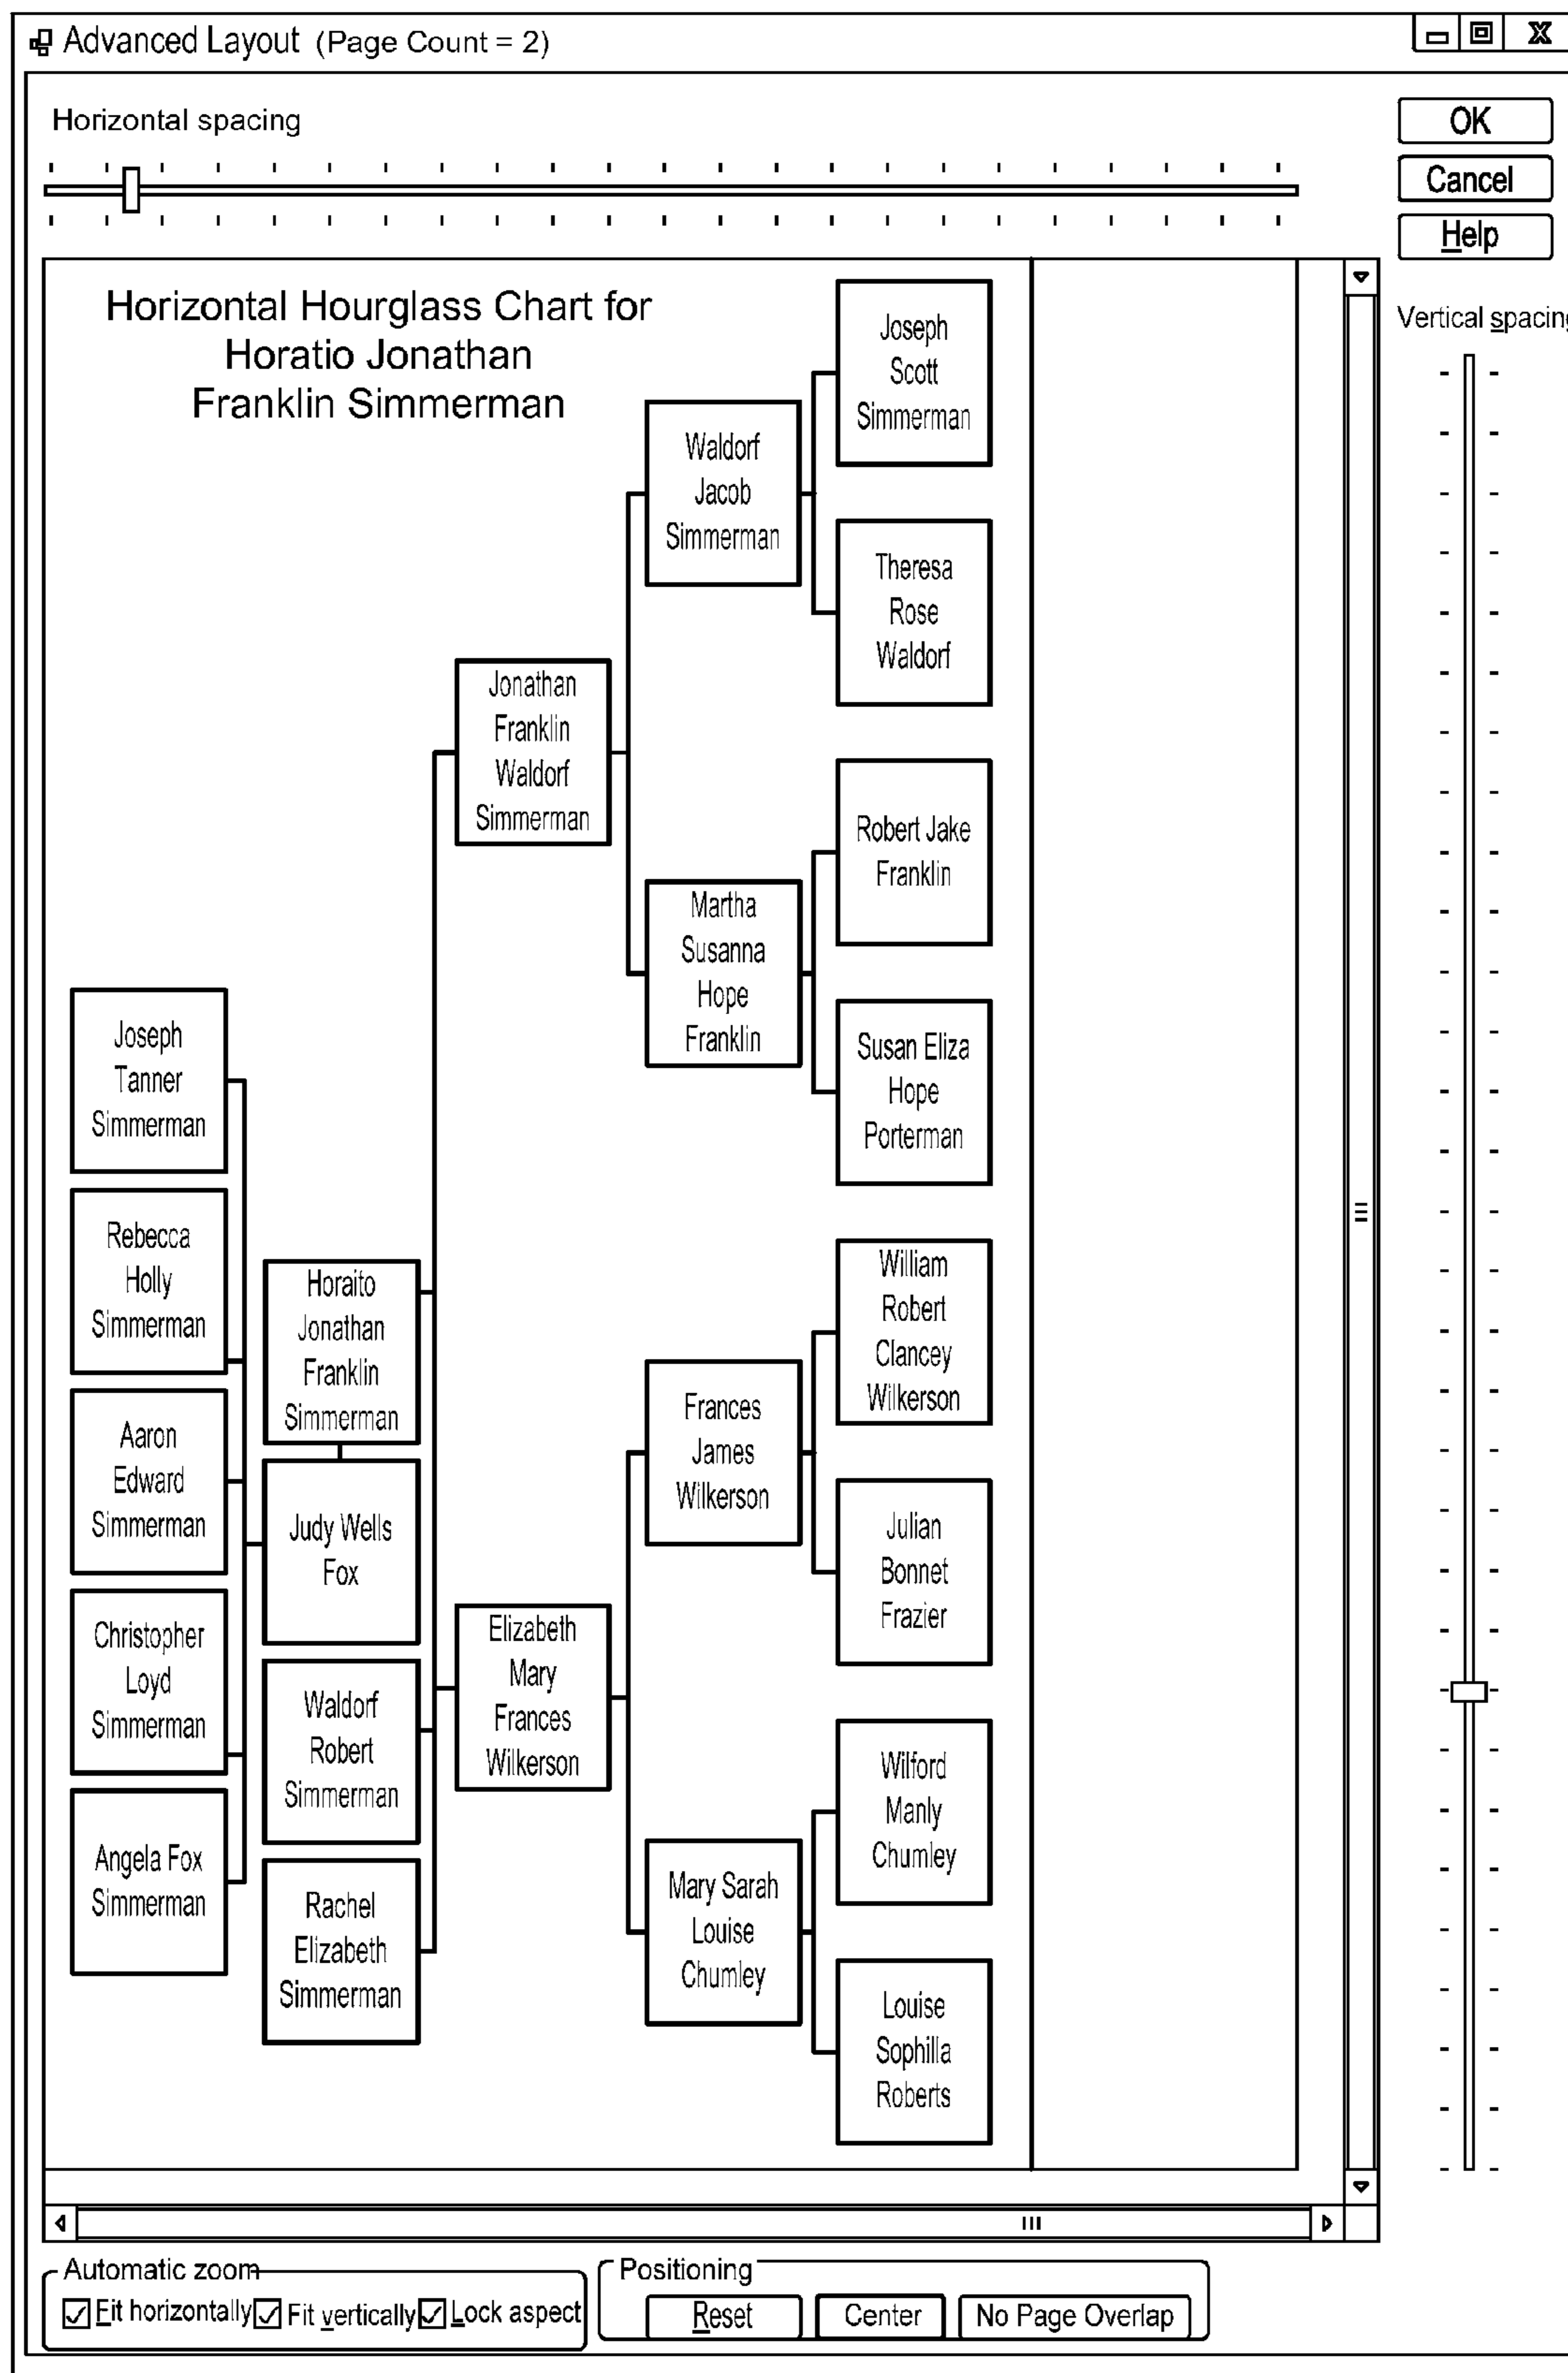 Advanced Layout (Page Count = 2)
Horizontal spacing
OK
Cancel
Help
Vertical spacing
Horizontal Hourglass Chart for
Horatio Jonathan
Franklin Simmerman
Joseph
Tanner
Simmerman
Rebecca
Holly
Simmerman
Aaron
Edward
Simmerman
Christopher
Loyd
Simmerman
Angela Fox
Simmerman
Horaito
Jonathan
Franklin
Simmerman
Judy Wells
Fox
Waldorf
Robert
Simmerman
Rachel
Elizabeth
Simmerman
Jonathan
Franklin
Waldorf
Simmerman
Elizabeth
Mary
Frances
Wilkerson
Waldorf
Jacob
Simmerman
Martha
Susanna
Hope
Franklin
Frances
James
Wilkerson
Mary Sarah
Louise
Chumley
Joseph
Scott
Simmerman
Theresa
Rose
Waldorf
Robert Jake
Franklin
Susan Eliza
Hope
Porterman
William
Robert
Clancey
Wilkerson
Julian
Bonnet
Frazier
Wilford
Manly
Chumley
Louise
Sophilla
Roberts
Automatic zoom
Fit horizontally Fit vertically Lock aspect
Positioning
Reset Center No Page Overlap